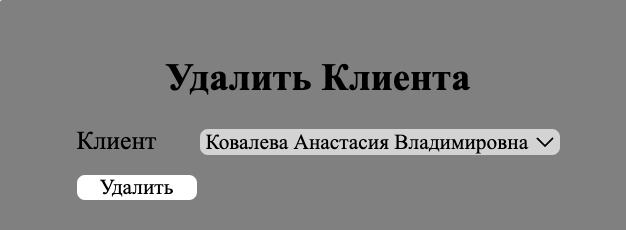 Удалить Клиента
Клиент Ковалева Анастасия Владимировна
Удалить